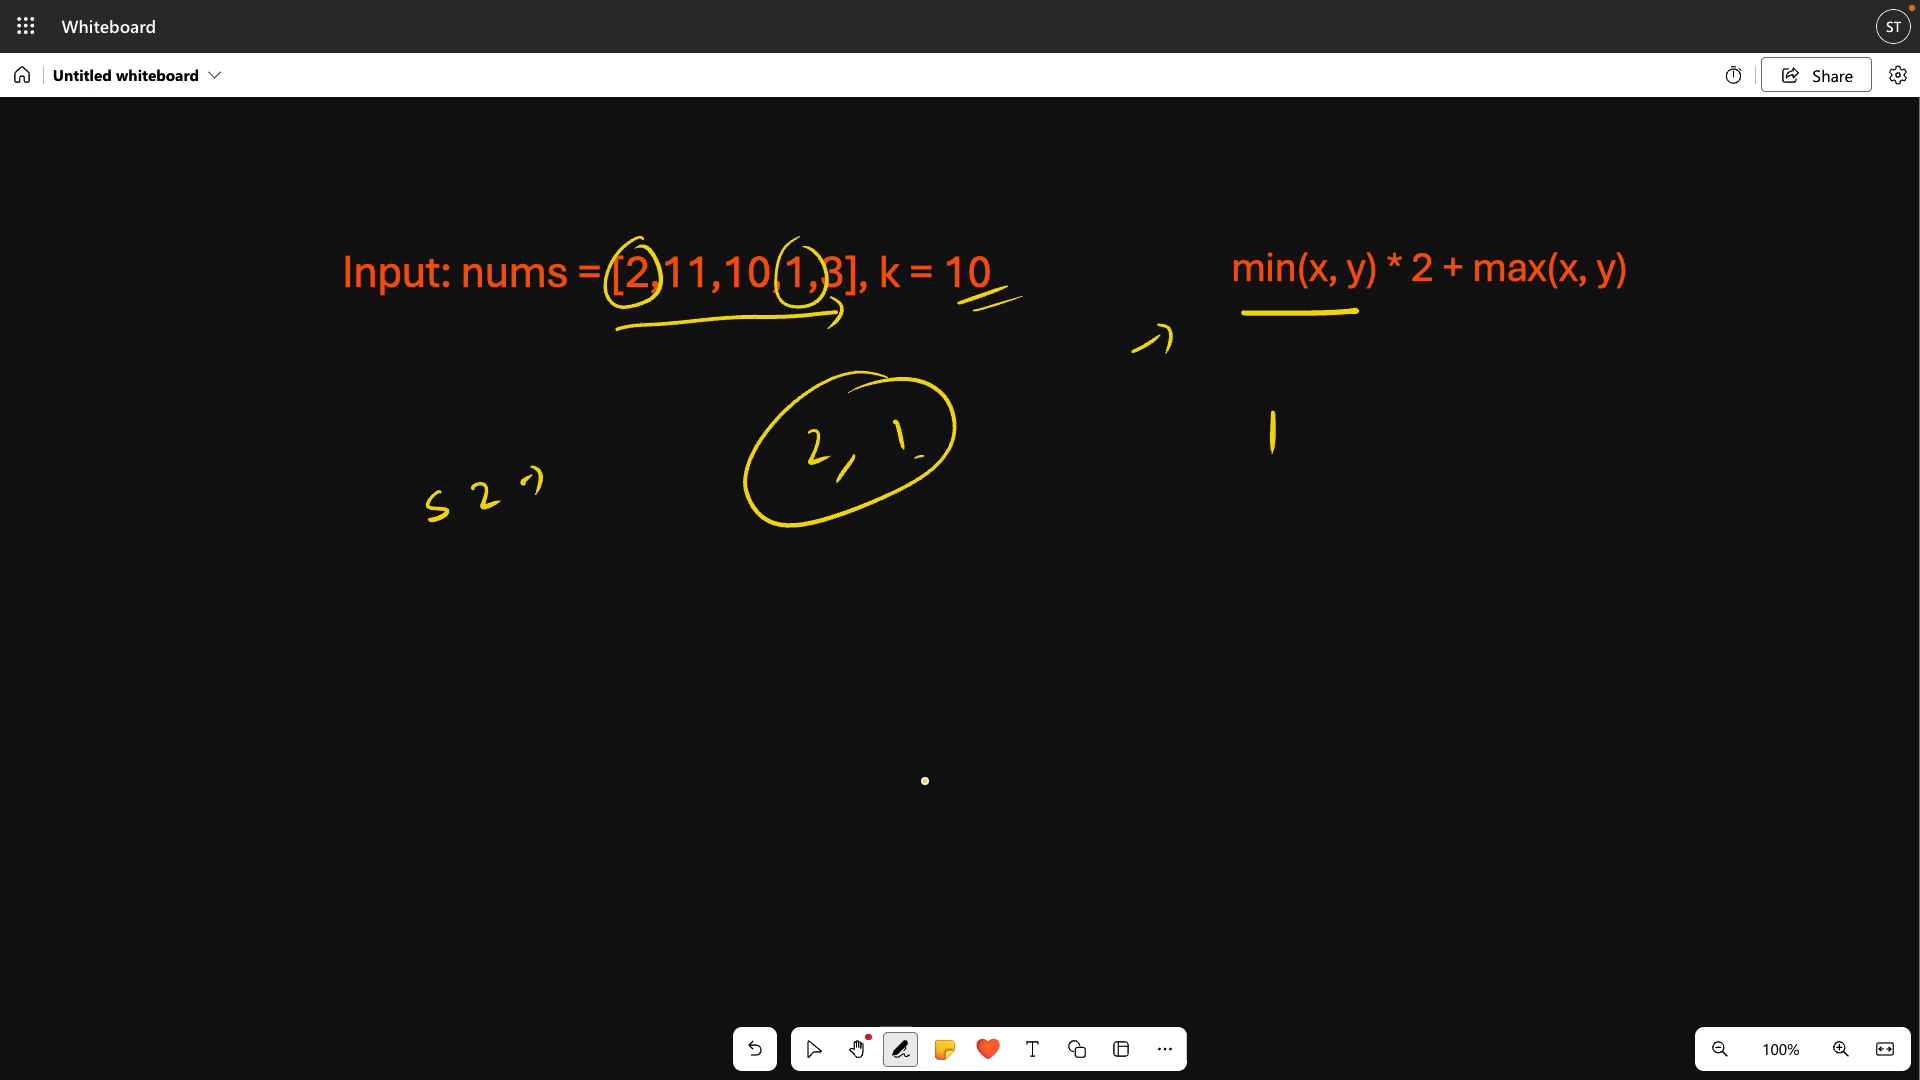 Whiteboard
ST
Untitled whiteboard
Share
Input: nums = [2,11,10,1,3], k = 10
min(x, y) * 2 + max(x, y)
2, 1
1
S 2
100%